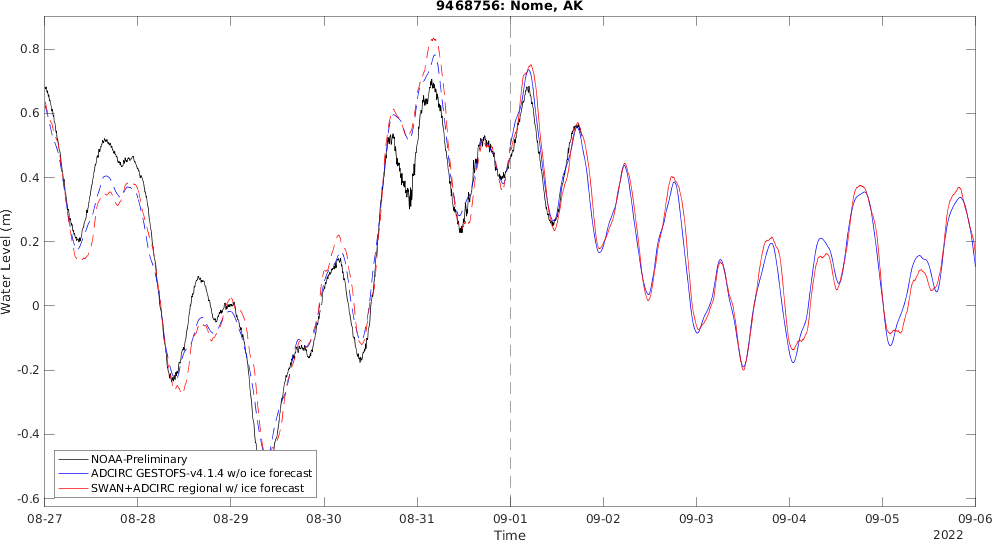 9468756: Nome, AK
Water Level (m)
0.8
0.6
0.4
0.2
0
-0.2
-0.4
-0.6
NOAA-Preliminary
ADCIRC GESTOFS-v4.1.4 w/o ice forecast
SWAN+ADCIRC regional w/ ice forecast
08-27 08-28 08-29 08-30 08-31 09-01 09-02 09-03 09-04 09-05 09-06
Time
2022